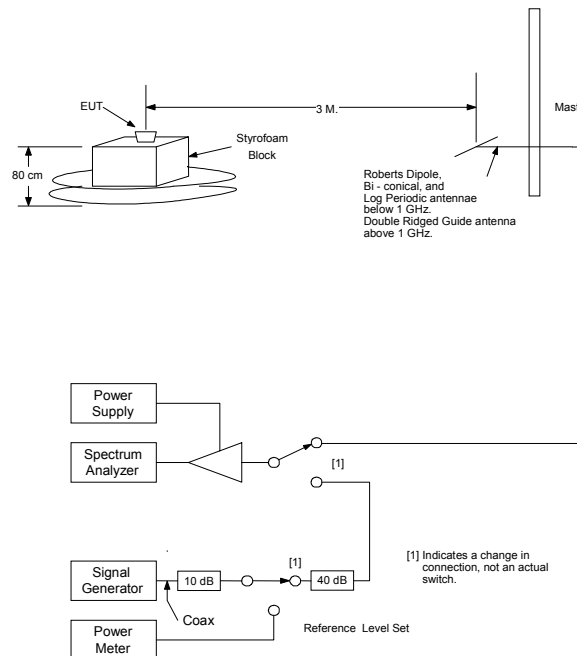 EUT
3 M.
Mast
Styrofoam
Block
80 cm
Roberts Dipole,
Bi - conical, and
Log Periodic antennae
below 1 GHz.
Double Ridged Guide antenna
above 1 GHz.
Power
Supply
Spectrum
Analyzer
[1]
Signal
Generator
10 dB
[1]
40 dB
[1] Indicates a change in
connection, not an actual
switch.
Coax
Power
Meter
Reference Level Set